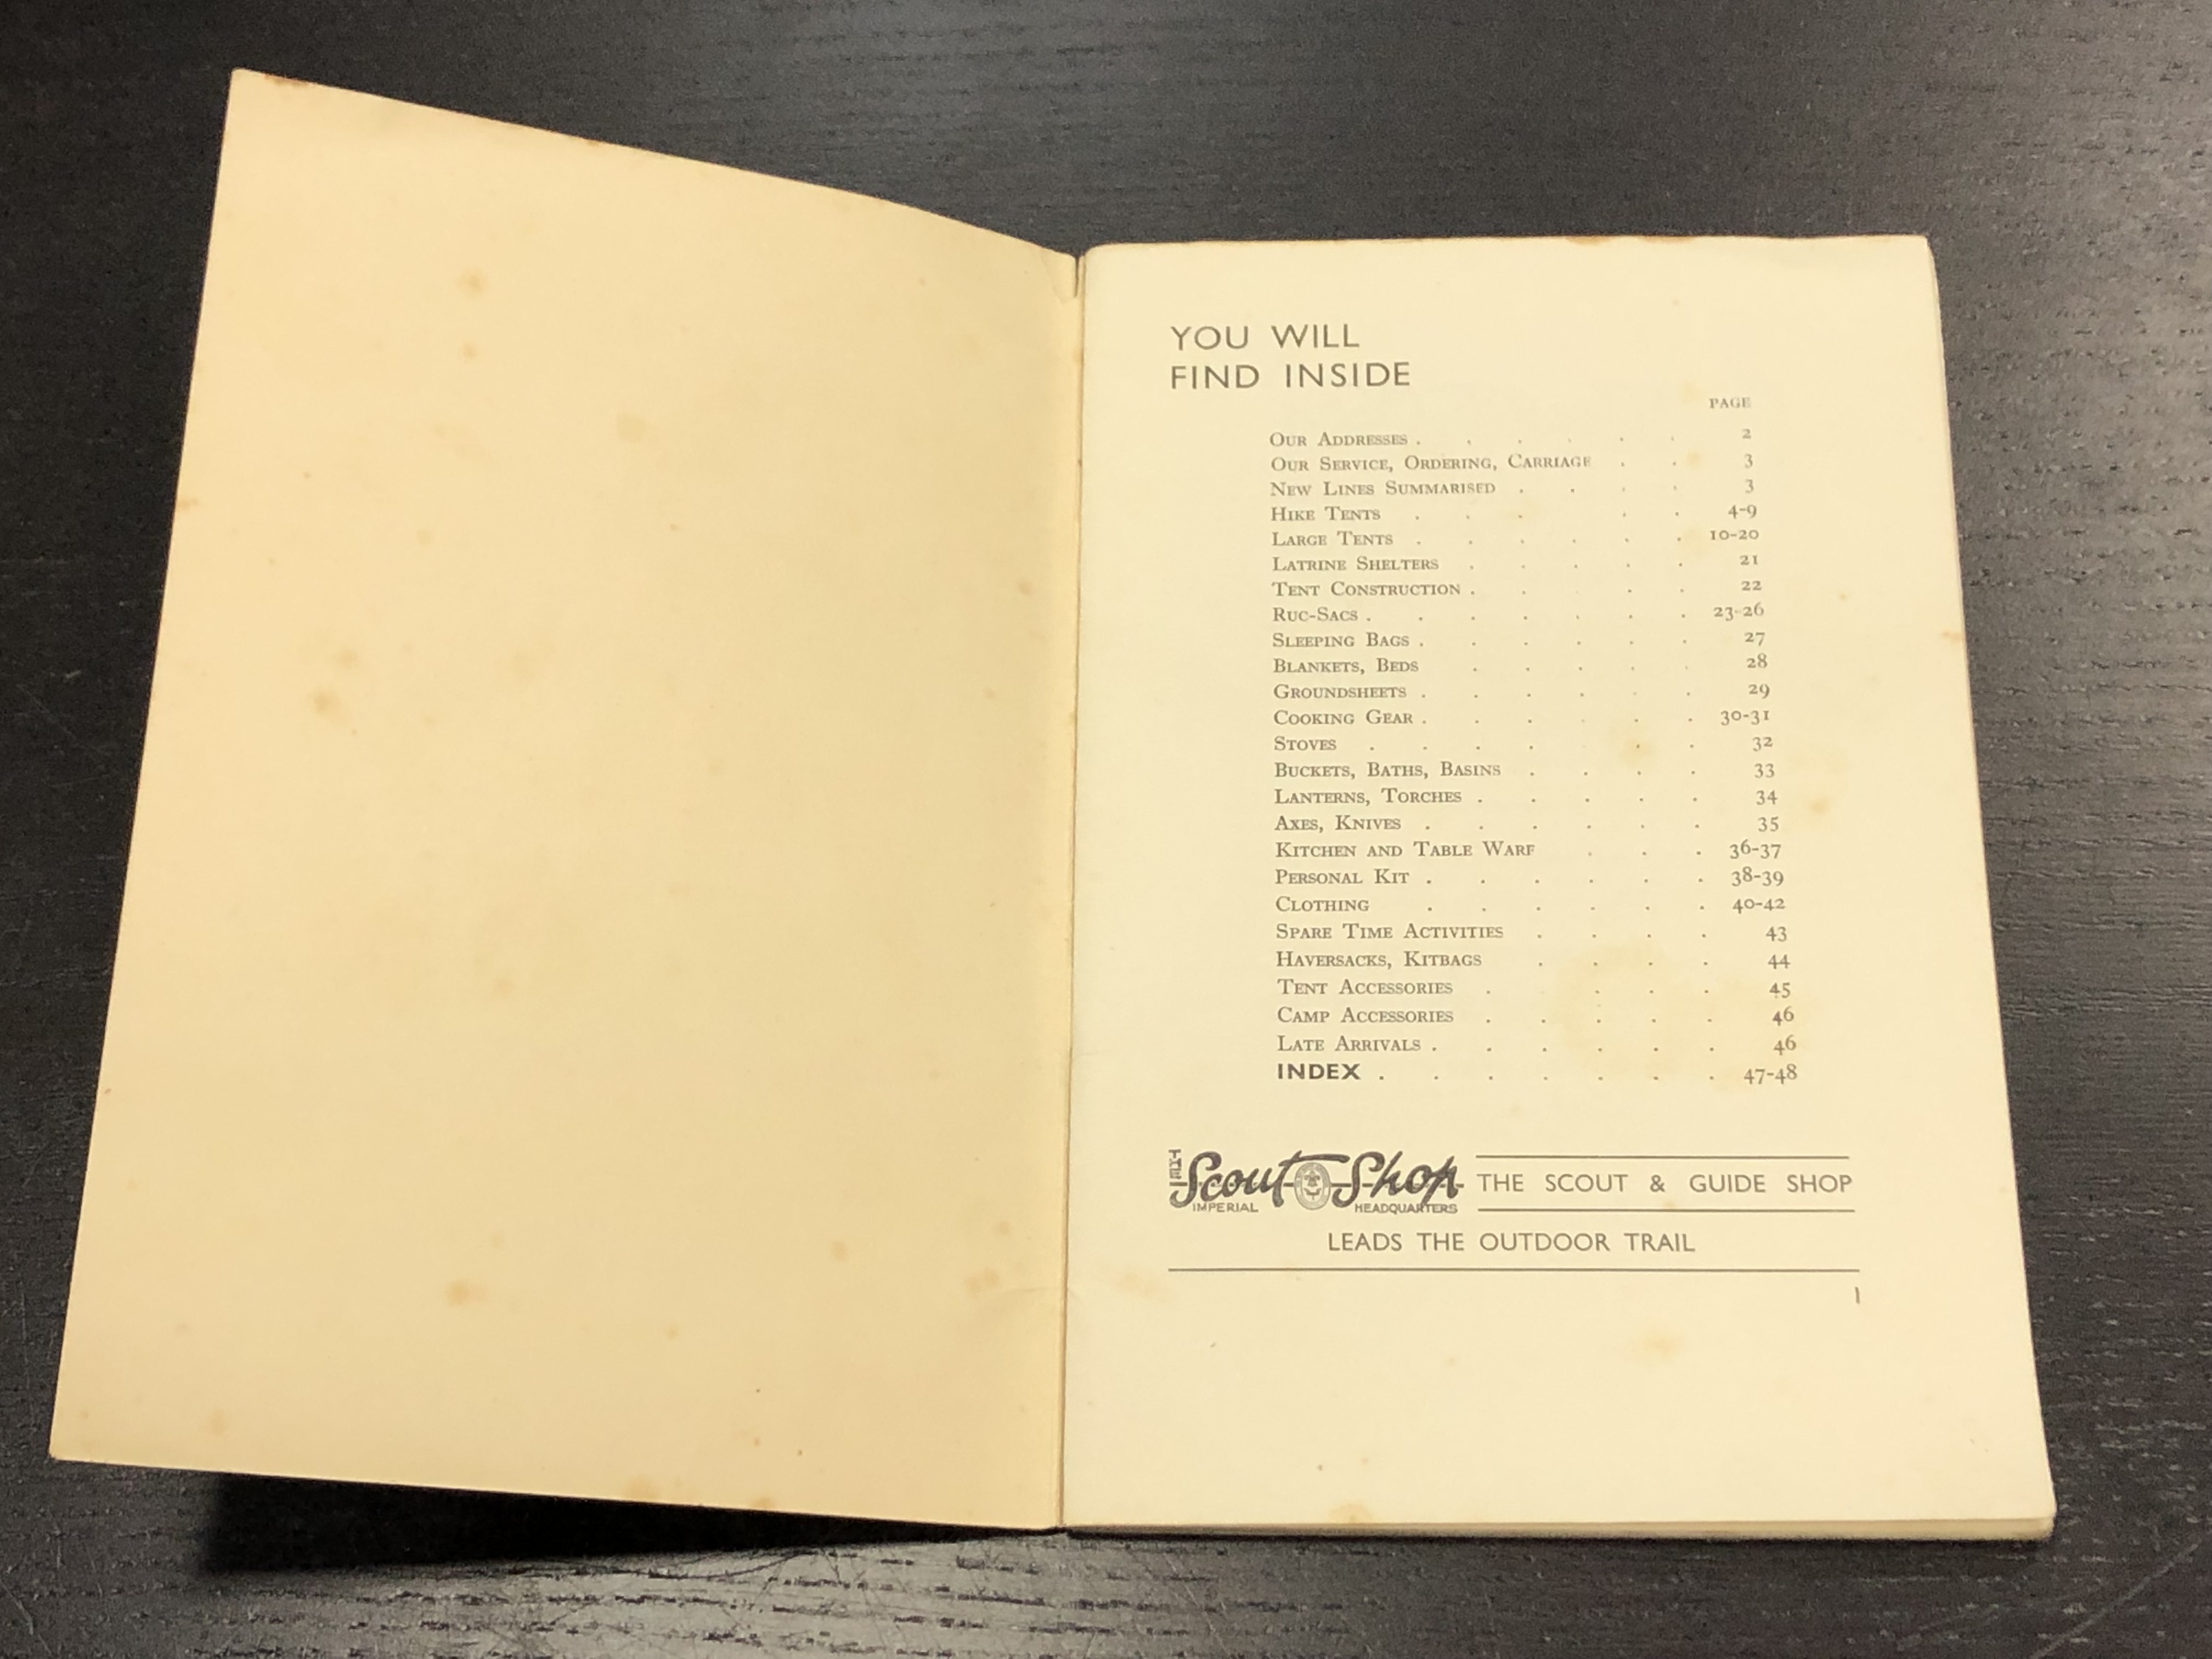 YOU WILL
FIND INSIDE
PAGE
OUR ADDRESSES . . . . . . 2
OUR SERVICE, ORDERING, CARRIAGE . . 3
NEW LINES SUMMARISED . . . . 3
HIKE TENTS . . . . . 4-9
LARGE TENTS . . . . . . 10-20
LATRINE SHELTERS . . . . . 21
TENT CONSTRUCTION . . . . 22
RUC-SACS . . . . . . . 23-26
SLEEPING BAGS . . . . . . 27
BLANKETS, BEDS . . . . . 28
GROUNDSHEETS . . . . . . 29
COOKING GEAR . . . . . . 30-31
STOVES . . . . . . 32
BUCKETS, BATHS, BASINS . . . . 33
LANTERNS, TORCHES . . . . . 34
AXES, KNIVES . . . . . . 35
KITCHEN AND TABLE WARE . . . 36-37
PERSONAL KIT . . . . . . 38-39
CLOTHING . . . . . . 40-42
SPARE TIME ACTIVITIES . . . . 43
HAVERSACKS, KITBAGS . . . . 44
TENT ACCESSORIES . . . . 45
CAMP ACCESSORIES . . . . . 46
LATE ARRIVALS . . . . . . 46
INDEX . . . . . . . 47-48
THE Scout Shop THE SCOUT & GUIDE SHOP
IMPERIAL HEADQUARTERS
LEADS THE OUTDOOR TRAIL
1